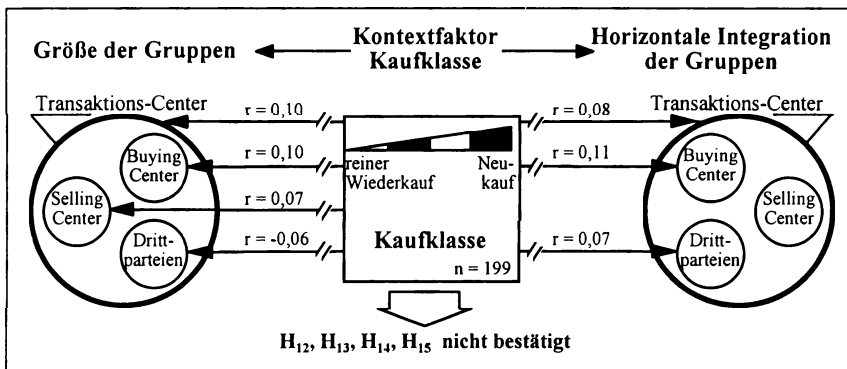 Größe der Gruppen
Kontextfaktor
Kaufklasse
Horizontale Integration
der Gruppen
Transaktions-Center
r = 0,10
r = 0,08
Transaktions-Center
Buying
Center
r = 0,10
reiner
Wiederkauf
Neu-
kauf
r = 0,11
Buying
Center
Selling
Center
r = 0,07
Selling
Center
Dritt-
parteien
r = -0,06
Kaufklasse
n = 199
r = 0,07
Dritt-
parteien
H₁₂, H₁₃, H₁₄, H₁₅ nicht bestätigt